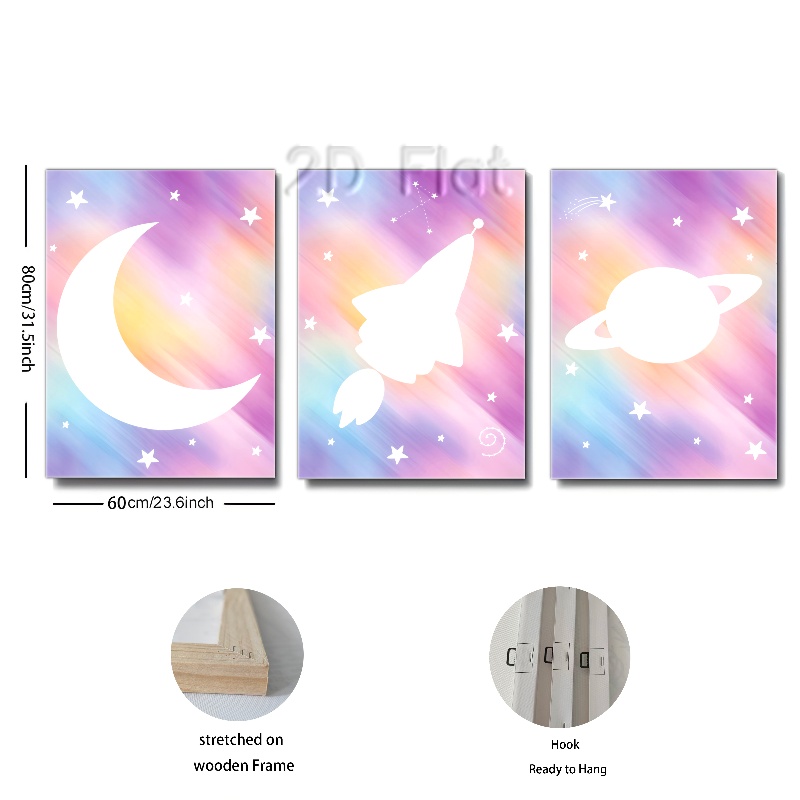 2D Flat
80cm/31.5inch
60cm/23.6inch
stretched on
wooden Frame
Hook
Ready to Hang